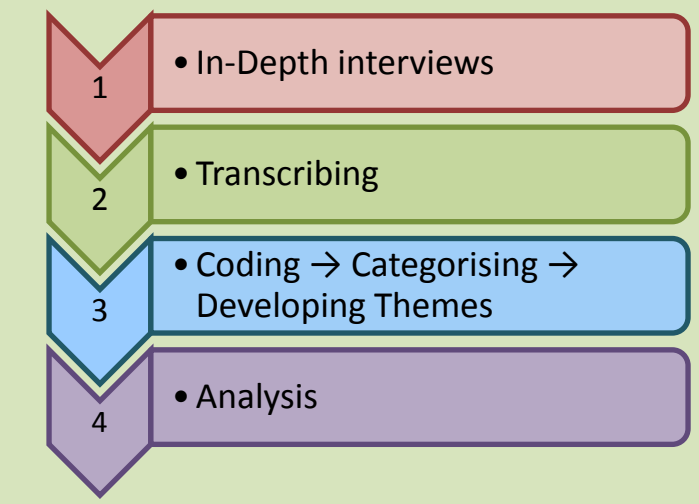 1
• In-Depth interviews
2
• Transcribing
3
• Coding → Categorising →
Developing Themes
4
• Analysis